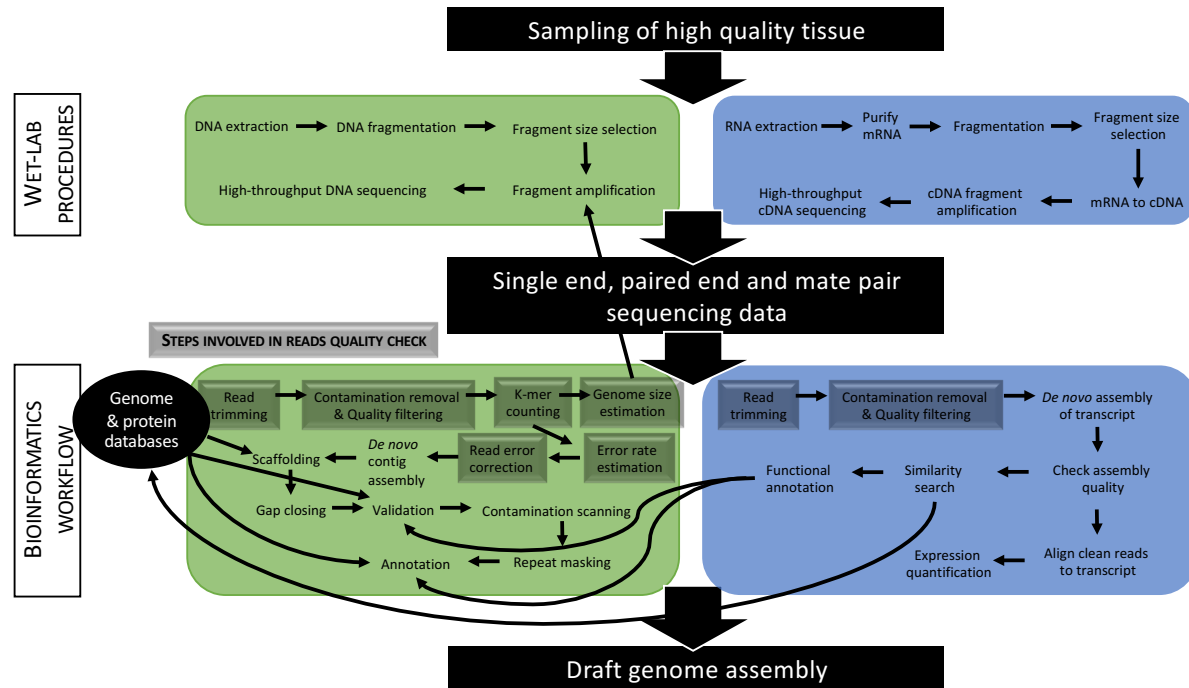 Sampling of high quality tissue
WET-LAB
PROCEDURES
DNA extraction
DNA fragmentation
Fragment size selection
High-throughput DNA sequencing
Fragment amplification
RNA extraction
Purify
mRNA
Fragmentation
Fragment size
selection
High-throughput
cDNA sequencing
cDNA fragment
amplification
mRNA to cDNA
Single end, paired end and mate pair
sequencing data
STEPS INVOLVED IN READS QUALITY CHECK
BIOINFORMATICS
WORKFLOW
Genome
& protein
databases
Read
trimming
Contamination removal
& Quality filtering
K-mer
counting
Genome size
estimation
Scaffolding
De novo
contig
assembly
Read error
correction
Error rate
estimation
Gap closing
Validation
Contamination scanning
Annotation
Repeat masking
Read
trimming
Contamination removal
& Quality filtering
De novo assembly
of transcript
Functional
annotation
Similarity
search
Check assembly
quality
Expression
quantification
Align clean reads
to transcript
Draft genome assembly